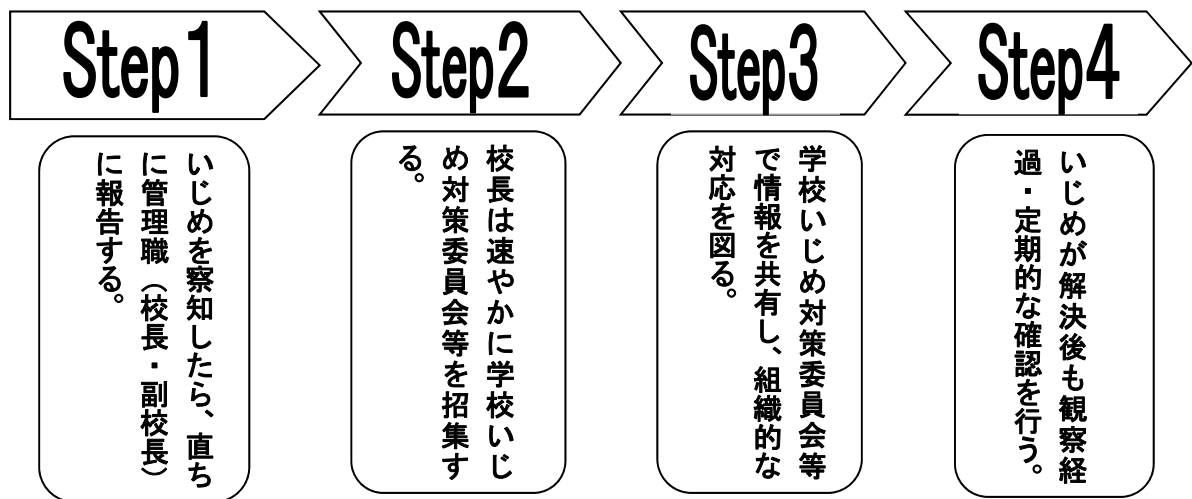 Step1
いじめを察知したら、直ち
に管理職（校長・副校長）
に報告する。
Step2
校長は速やかに学校いじ
め対策委員会等を招集す
る。
Step3
学校いじめ対策委員会等
で情報を共有し、組織的な
対応を図る。
Step4
いじめが解決後も観察経
過・定期的な確認を行う。